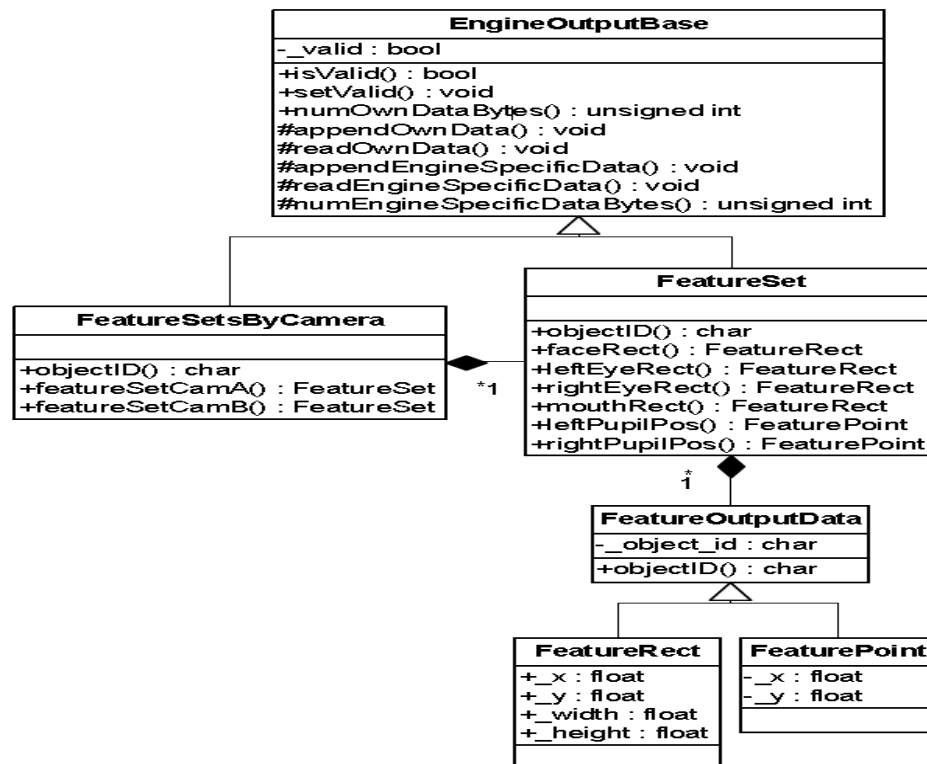 EngineOutputBase
-_valid : bool
+isValid() : bool
+setValid() : void
+numOwnDataBytes() : unsigned int
#appendOwnData() : void
#readOwnData() : void
#appendEngineSpecificData() : void
#readEngineSpecificData() : void
#numEngineSpecificDataBytes() : unsigned int
FeatureSetsByCamera
+objectID() : char
+featureSetCamA() : FeatureSet
+featureSetCamB() : FeatureSet
*1
FeatureSet
+objectID() : char
+faceRect() : FeatureRect
+leftEyeRect() : FeatureRect
+rightEyeRect() : FeatureRect
+mouthRect() : FeatureRect
+leftPupilPos() : FeaturePoint
+rightPupilPos() : FeaturePoint
*
1
FeatureOutputData
-_object_id : char
+objectID() : char
FeatureRect
+_x : float
+_y : float
+_width : float
+_height : float
FeaturePoint
-_x : float
-_y : float